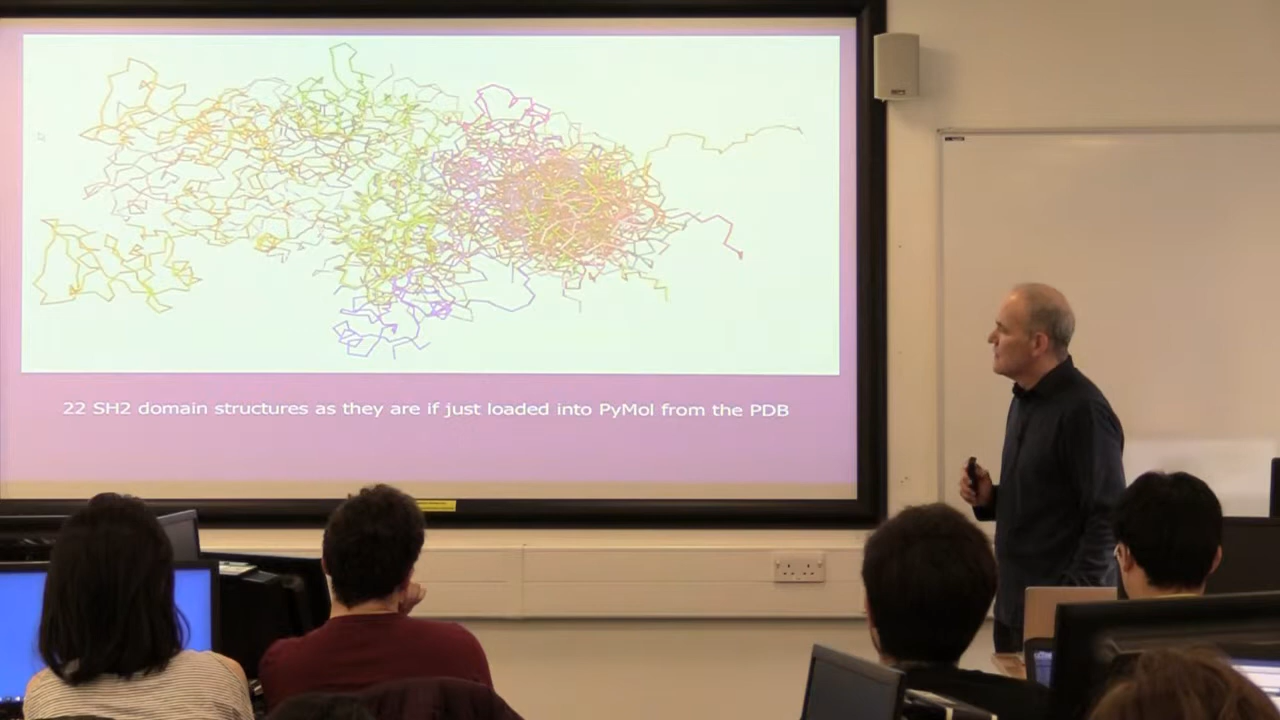 22 SH2 domain structures as they are if just loaded into PyMol from the PDB